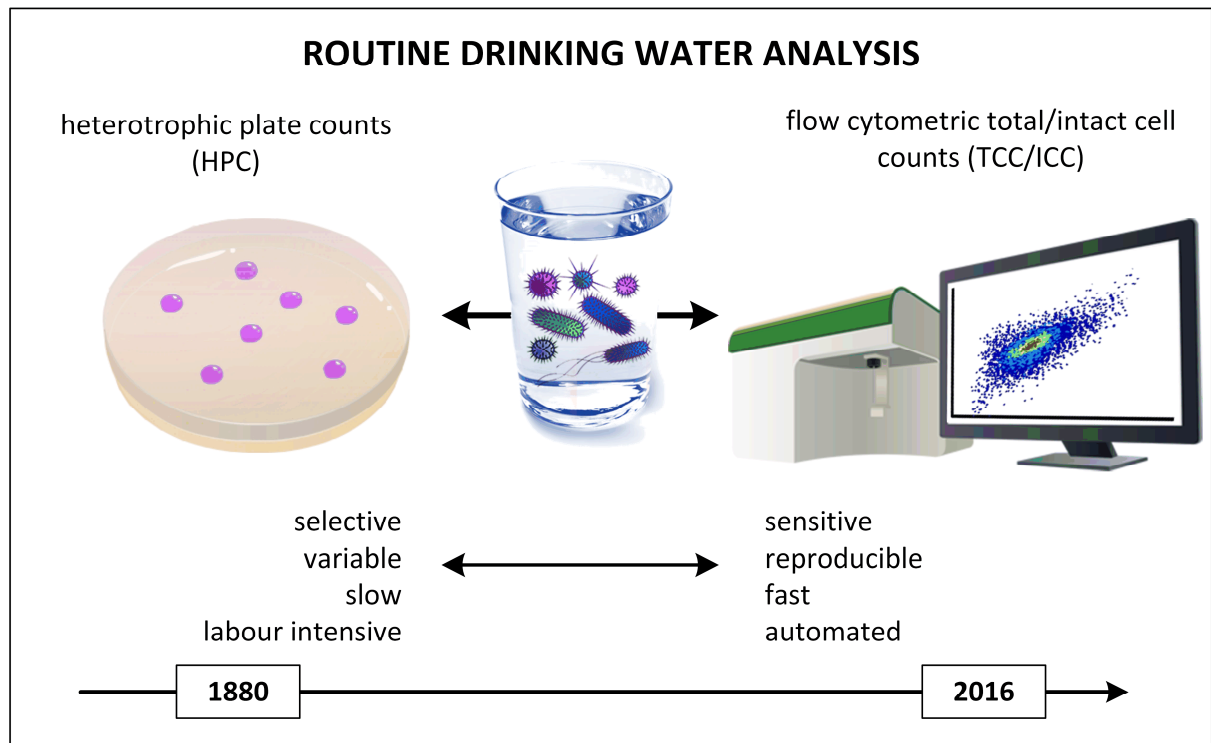 ROUTINE DRINKING WATER ANALYSIS
heterotrophic plate counts
(HPC)
flow cytometric total/intact cell
counts (TCC/ICC)
selective
variable
slow
labour intensive
sensitive
reproducible
fast
automated
1880
2016